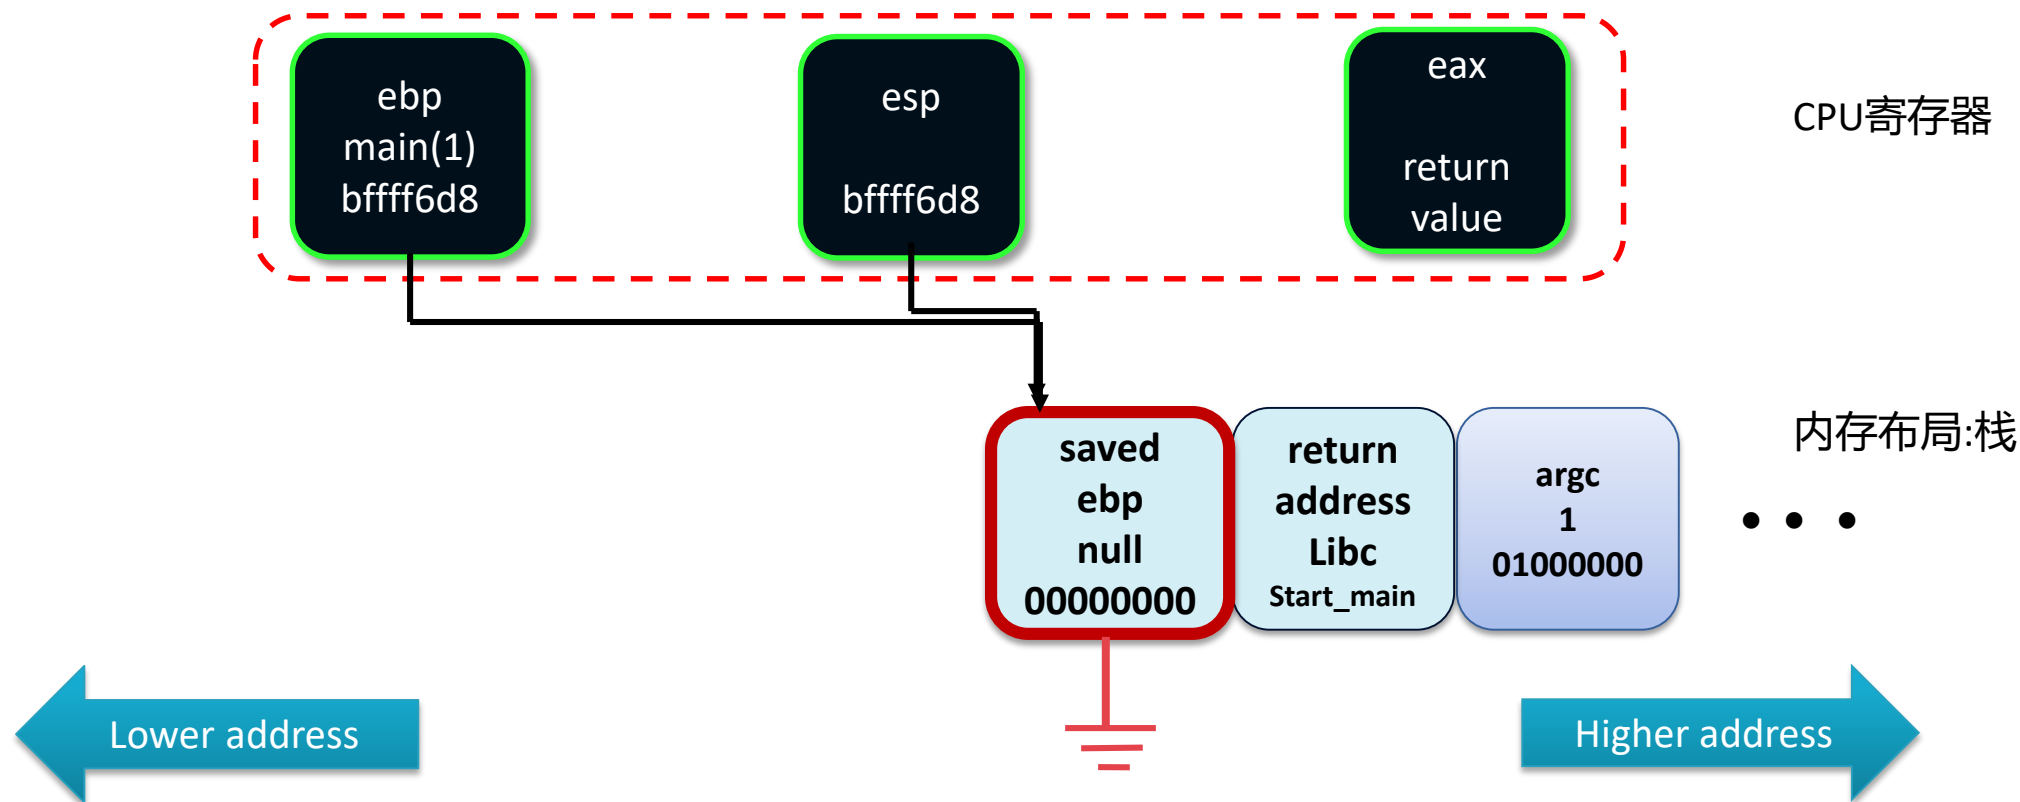 ebp
main(1)
bffff6d8
esp
bffff6d8
eax
return
value
CPU寄存器
saved
ebp
null
00000000
return
address
Libc
Start_main
argc
1
01000000
内存布局:栈
• • •
Lower address
Higher address